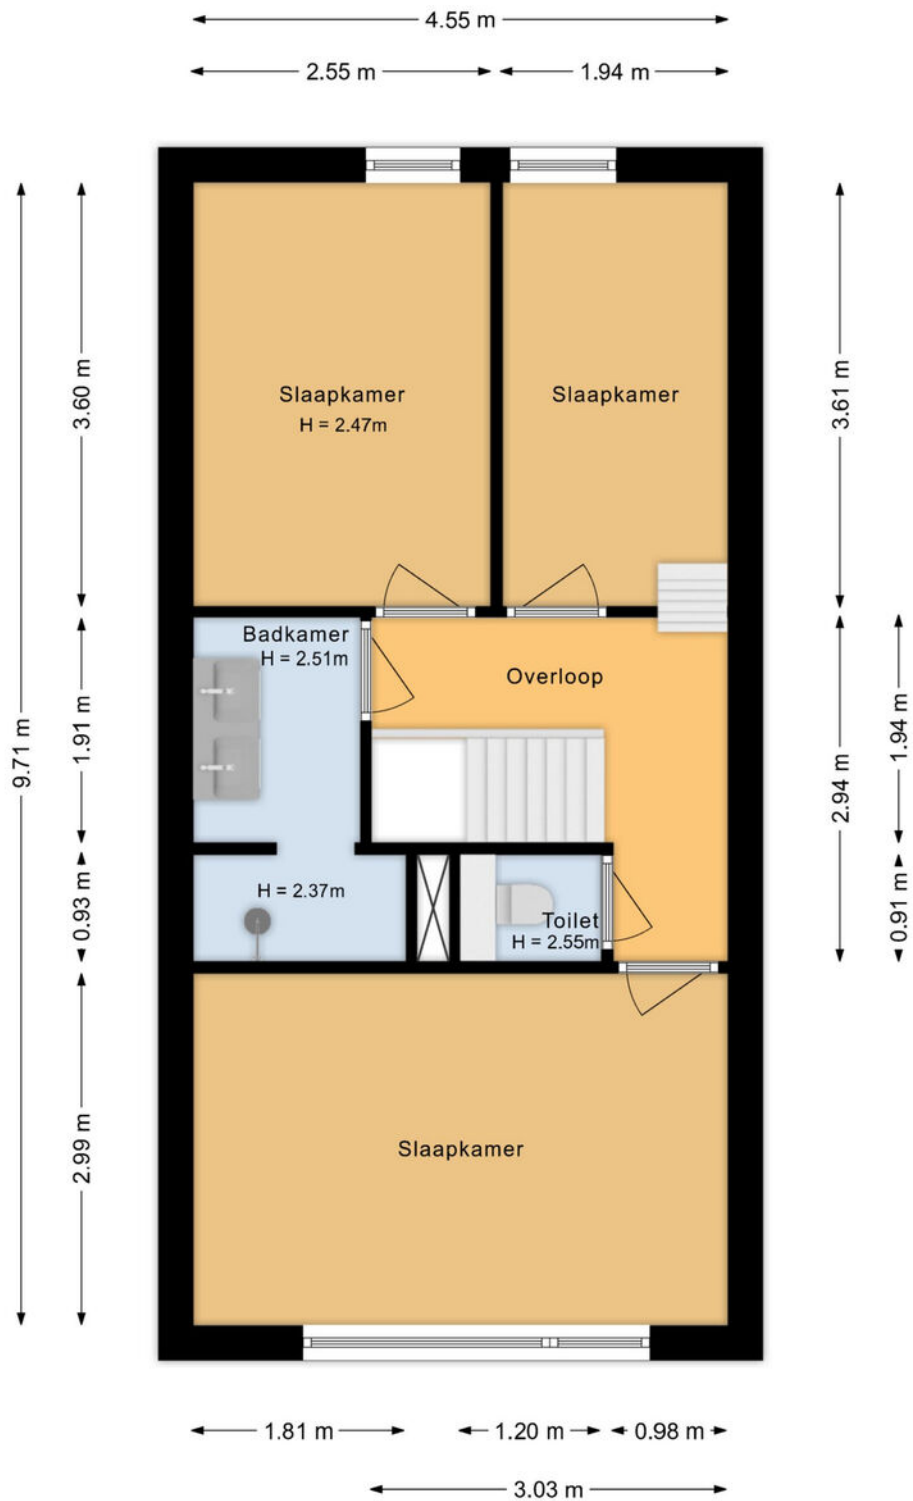 4.55 m
2.55 m
1.94 m
3.60 m
3.61 m
Slaapkamer
H = 2.47m
Slaapkamer
Badkamer
H = 2.51m
Overloop
9.71 m
1.91 m
1.94 m
2.94 m
0.93 m
H = 2.37m
Toilet
H = 2.55m
0.91 m
2.99 m
Slaapkamer
1.81 m
1.20 m
0.98 m
3.03 m